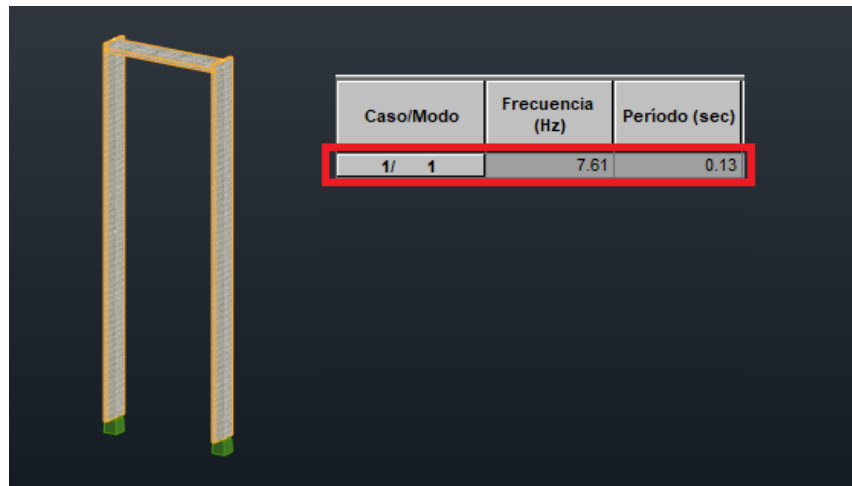 Caso/Modo Frecuencia (Hz) Período (sec)
1/ 1 7.61 0.13